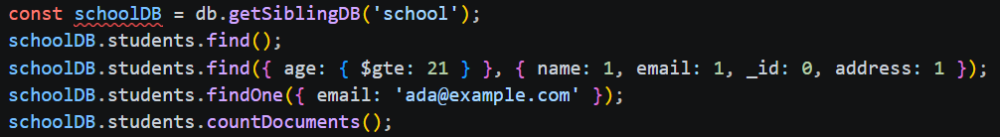 const schoolDB = db.getSiblingDB('school');
schoolDB.students.find();
schoolDB.students.find({ age: { $gte: 21 } }, { name: 1, email: 1, _id: 0, address: 1 });
schoolDB.students.findOne({ email: 'ada@example.com' });
schoolDB.students.countDocuments();